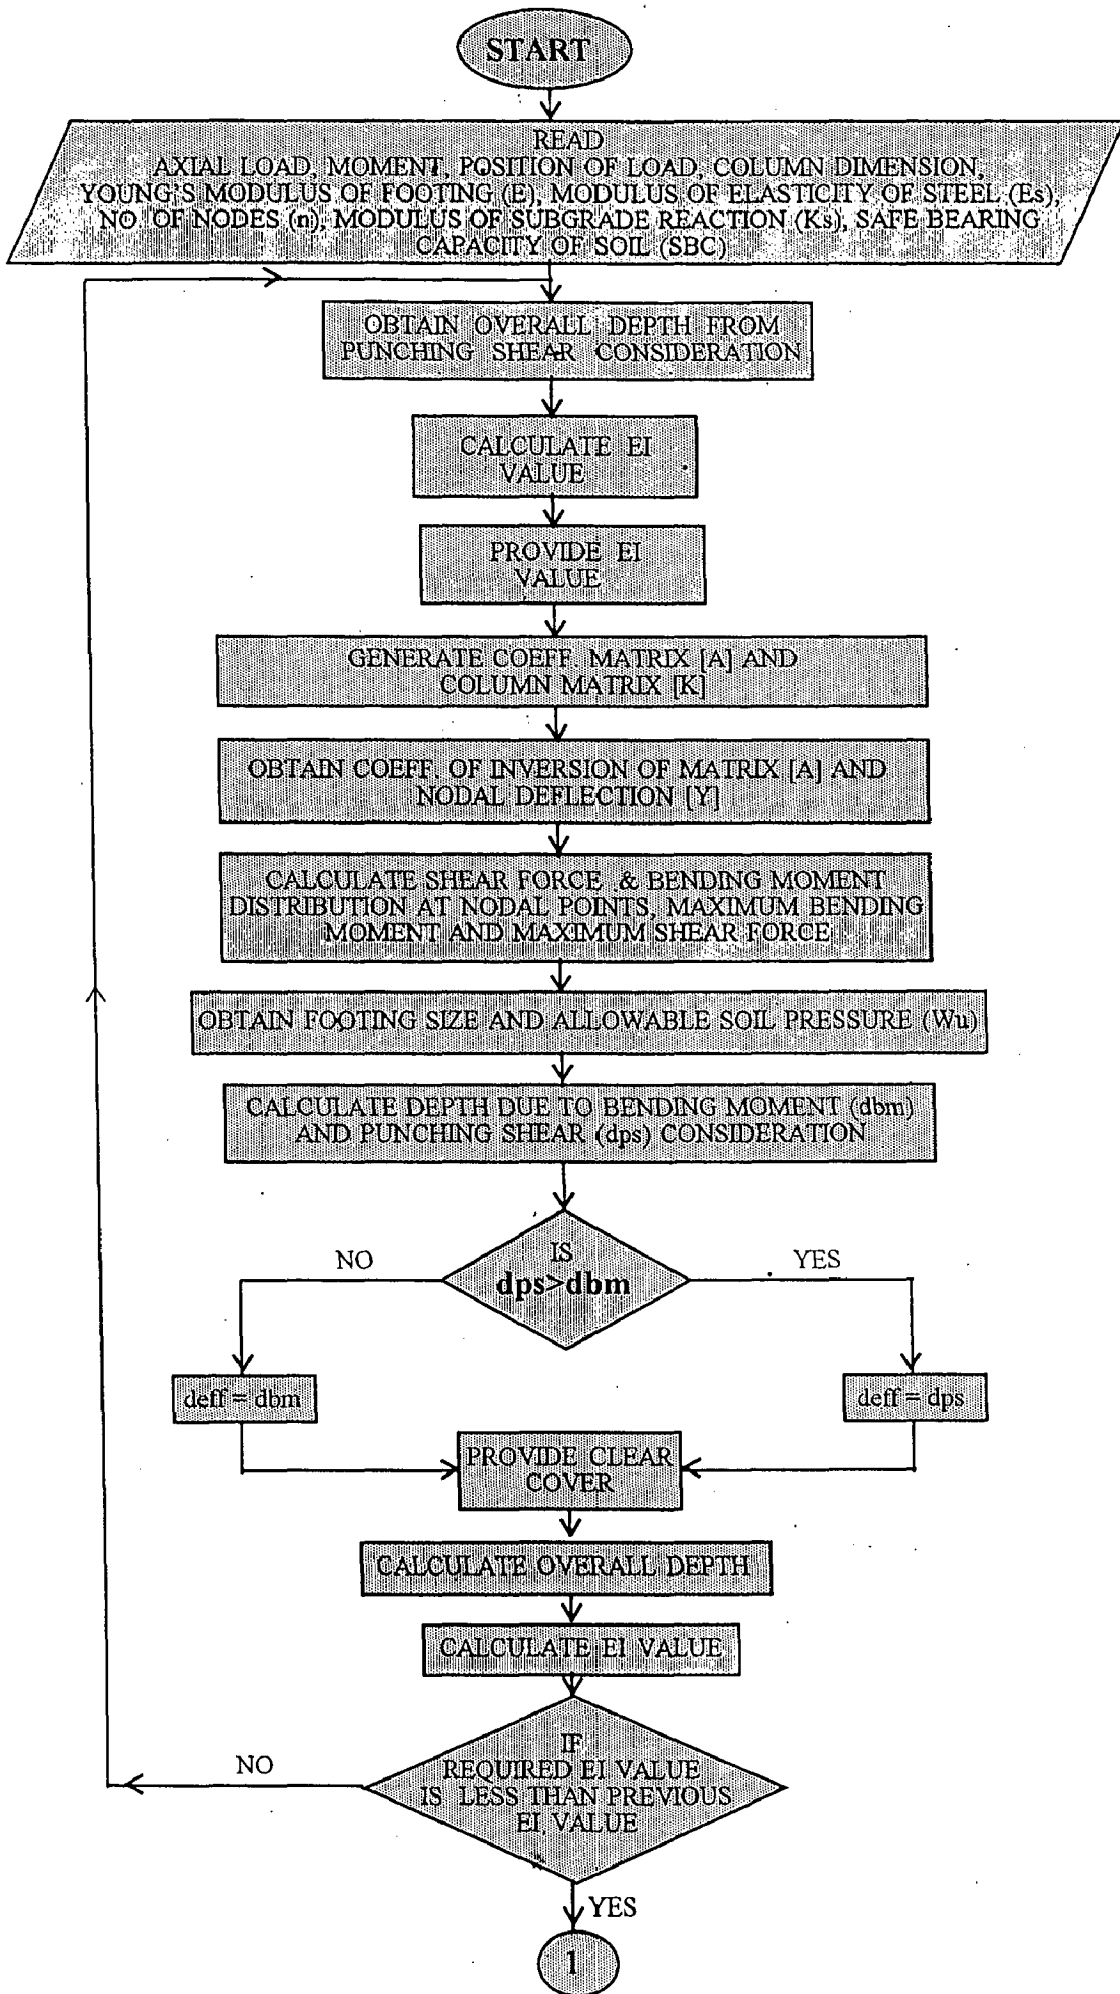 START
READ
AXIAL LOAD, MOMENT, POSITION OF LOAD, COLUMN DIMENSION,
YOUNG'S MODULUS OF FOOTING (E), MODULUS OF ELASTICITY OF STEEL (Es),
NO OF NODES (n), MODULUS OF SUBGRADE REACTION (Ks), SAFE BEARING
CAPACITY OF SOIL (SBC)
OBTAIN OVERALL DEPTH FROM
PUNCHING SHEAR CONSIDERATION
CALCULATE EI
VALUE
PROVIDE EI
VALUE
GENERATE COEFF. MATRIX [A] AND
COLUMN MATRIX [K]
OBTAIN COEFF. OF INVERSION OF MATRIX [A] AND
NODAL DEFLECTION [Y]
CALCULATE SHEAR FORCE & BENDING MOMENT
DISTRIBUTION AT NODAL POINTS, MAXIMUM BENDING
MOMENT AND MAXIMUM SHEAR FORCE
OBTAIN FOOTING SIZE AND ALLOWABLE SOIL PRESSURE (Wu)
CALCULATE DEPTH DUE TO BENDING MOMENT (dbm)
AND PUNCHING SHEAR (dps) CONSIDERATION
IS
dps>dbm
NO
YES
deff = dbm
deff = dps
PROVIDE CLEAR
COVER
CALCULATE OVERALL DEPTH
CALCULATE EI VALUE
IF
REQUIRED EI VALUE
IS LESS THAN PREVIOUS
EI VALUE
NO
YES
1